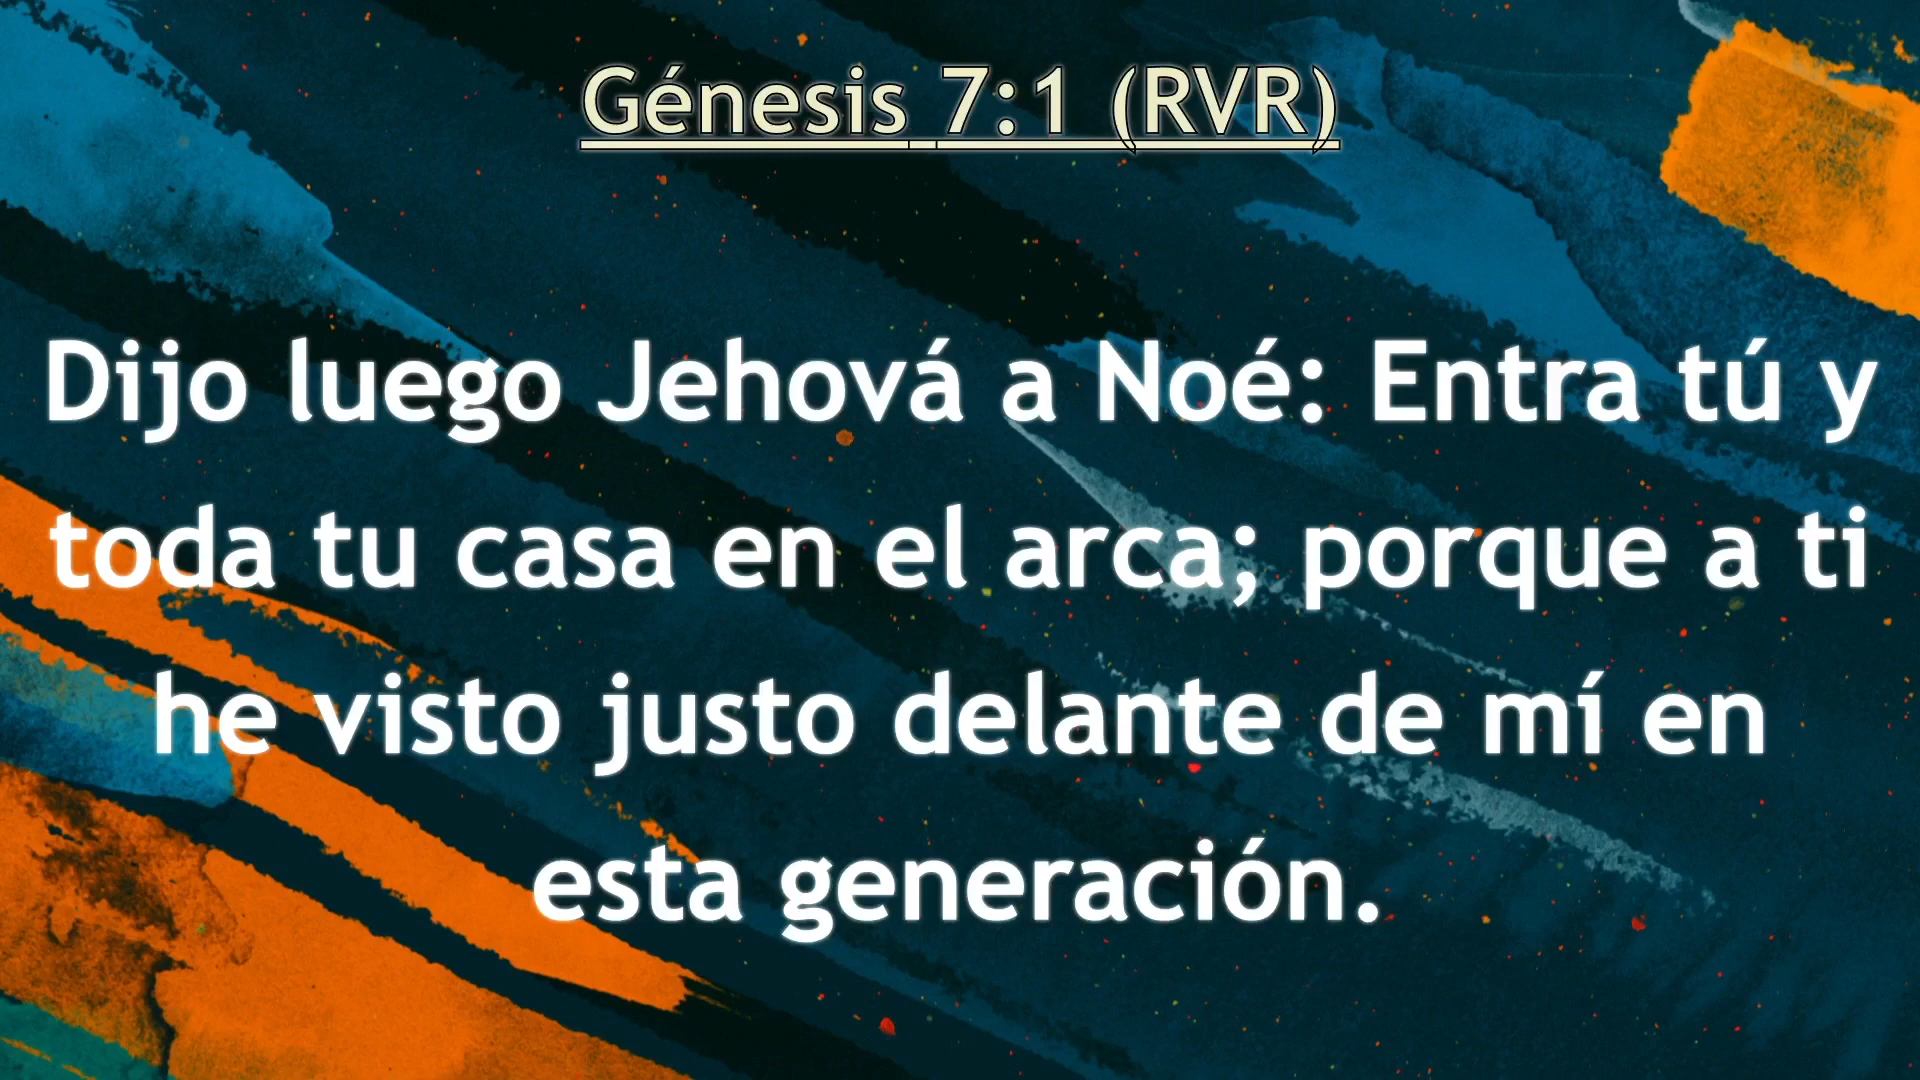 Génesis 7:1 (RVR)
Dijo luego Jehová a Noé: Entra tú y
toda tu casa en el arca; porque a ti
he visto justo delante de mí en
esta generación.